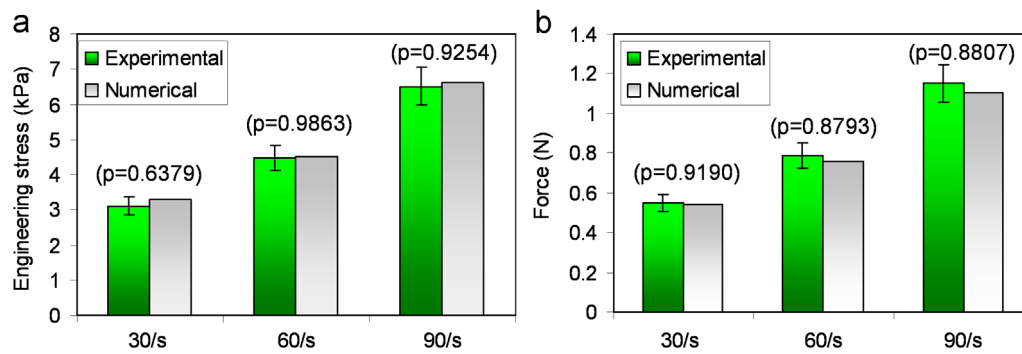 a
Engineering stress (kPa)
8
7
6
5
4
3
2
1
0
Experimental
Numerical
(p=0.6379)
(p=0.9863)
(p=0.9254)
30/s
60/s
90/s
b
Force (N)
1.4
1.2
1
0.8
0.6
0.4
0.2
0
Experimental
Numerical
(p=0.9190)
(p=0.8793)
(p=0.8807)
30/s
60/s
90/s